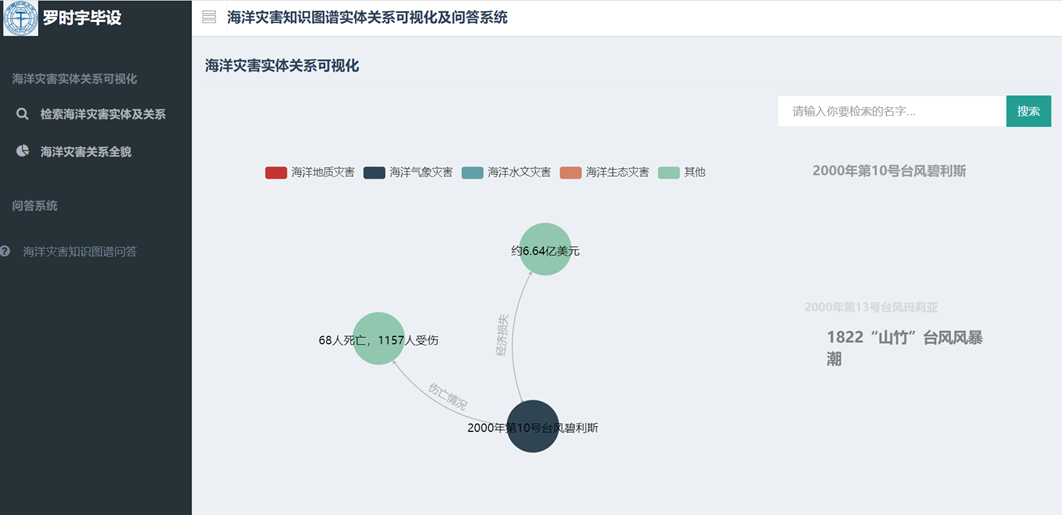 罗时宇毕设
海洋灾害知识图谱实体关系可视化及问答系统
海洋灾害实体关系可视化
检索海洋灾害实体及关系
海洋灾害关系全貌
问答系统
海洋灾害知识图谱问答
海洋灾害实体关系可视化
请输入你要检索的名字...
搜索
海洋地质灾害
海洋气象灾害
海洋水文灾害
海洋生态灾害
其他
2000年第10号台风碧利斯
约6.64亿美元
2000年第13号台风玛莉亚
经济损失
1822“山竹”台风风暴
潮
68人死亡，1157人受伤
伤亡情况
2000年第10号台风碧利斯